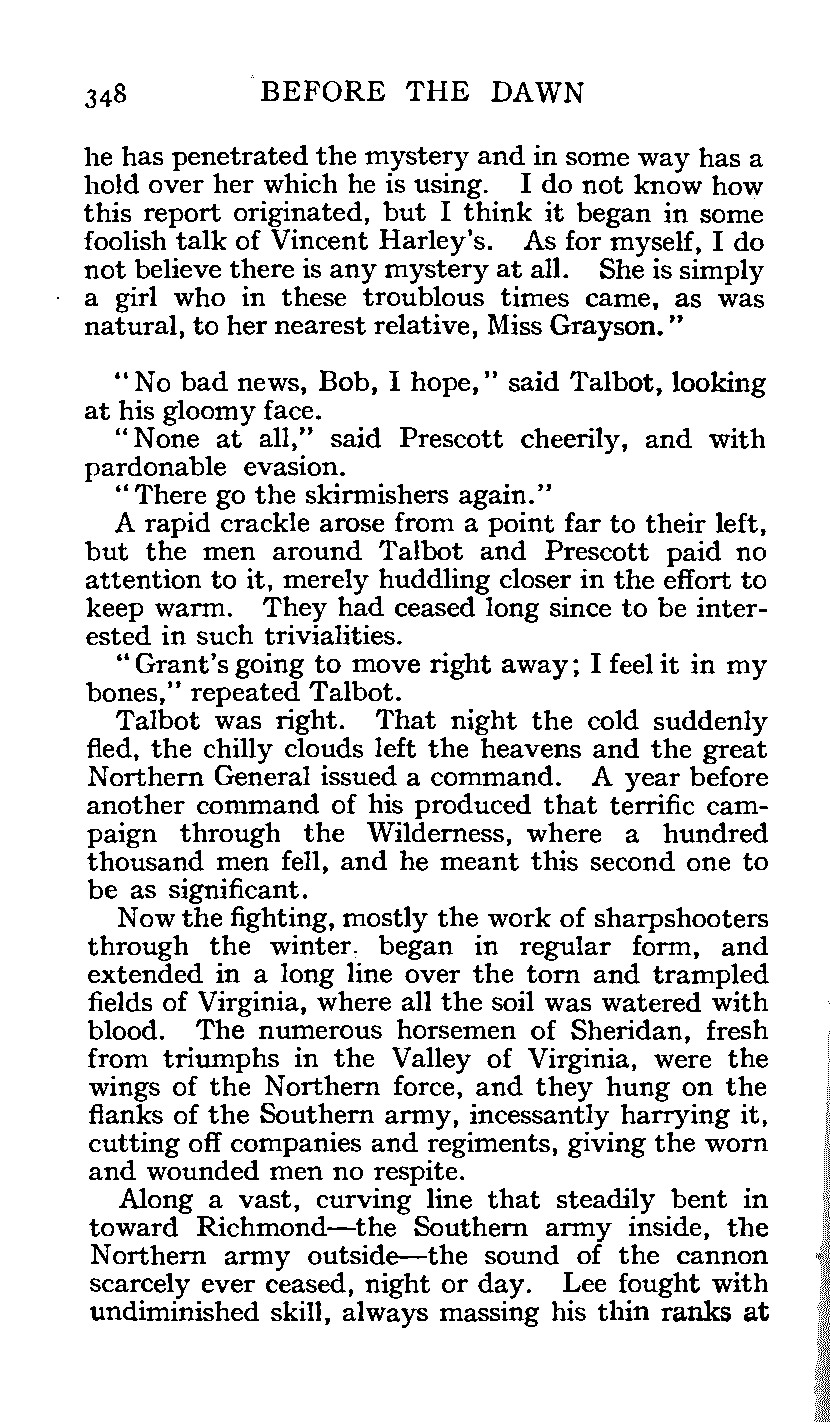 348 BEFORE THE DAWN
he has penetrated the mystery and in some way has a
hold over her which he is using. I do not know how
this report originated, but I think it began in some
foolish talk of Vincent Harley's. As for myself, I do
not believe there is any mystery at all. She is simply
a girl who in these troublous times came, as was
natural, to her nearest relative, Miss Grayson."
"No bad news, Bob, I hope," said Talbot, looking
at his gloomy face.
"None at all," said Prescott cheerily, and with
pardonable evasion.
"There go the skirmishers again."
A rapid crackle arose from a point far to their left,
but the men around Talbot and Prescott paid no
attention to it, merely huddling closer in the effort to
keep warm. They had ceased long since to be inter-
ested in such trivialities.
"Grant's going to move right away; I feel it in my
bones," repeated Talbot.
Talbot was right. That night the cold suddenly
fled, the chilly clouds left the heavens and the great
Northern General issued a command. A year before
another command of his produced that terrific cam-
paign through the Wilderness, where a hundred
thousand men fell, and he meant this second one to
be as significant.
Now the fighting, mostly the work of sharpshooters
through the winter. began in regular form, and
extended in a long line over the torn and trampled
fields of Virginia, where all the soil was watered with
blood. The numerous horsemen of Sheridan, fresh
from triumphs in the Valley of Virginia, were the
wings of the Northern force, and they hung on the
flanks of the Southern army, incessantly harrying it,
cutting off companies and regiments, giving the worn
and wounded men no respite.
Along a vast, curving line that steadily bent in
toward Richmond—the Southern army inside, the
Northern army outside—the sound of the cannon
scarcely ever ceased, night or day. Lee fought with
undiminished skill, always massing his thin ranks at